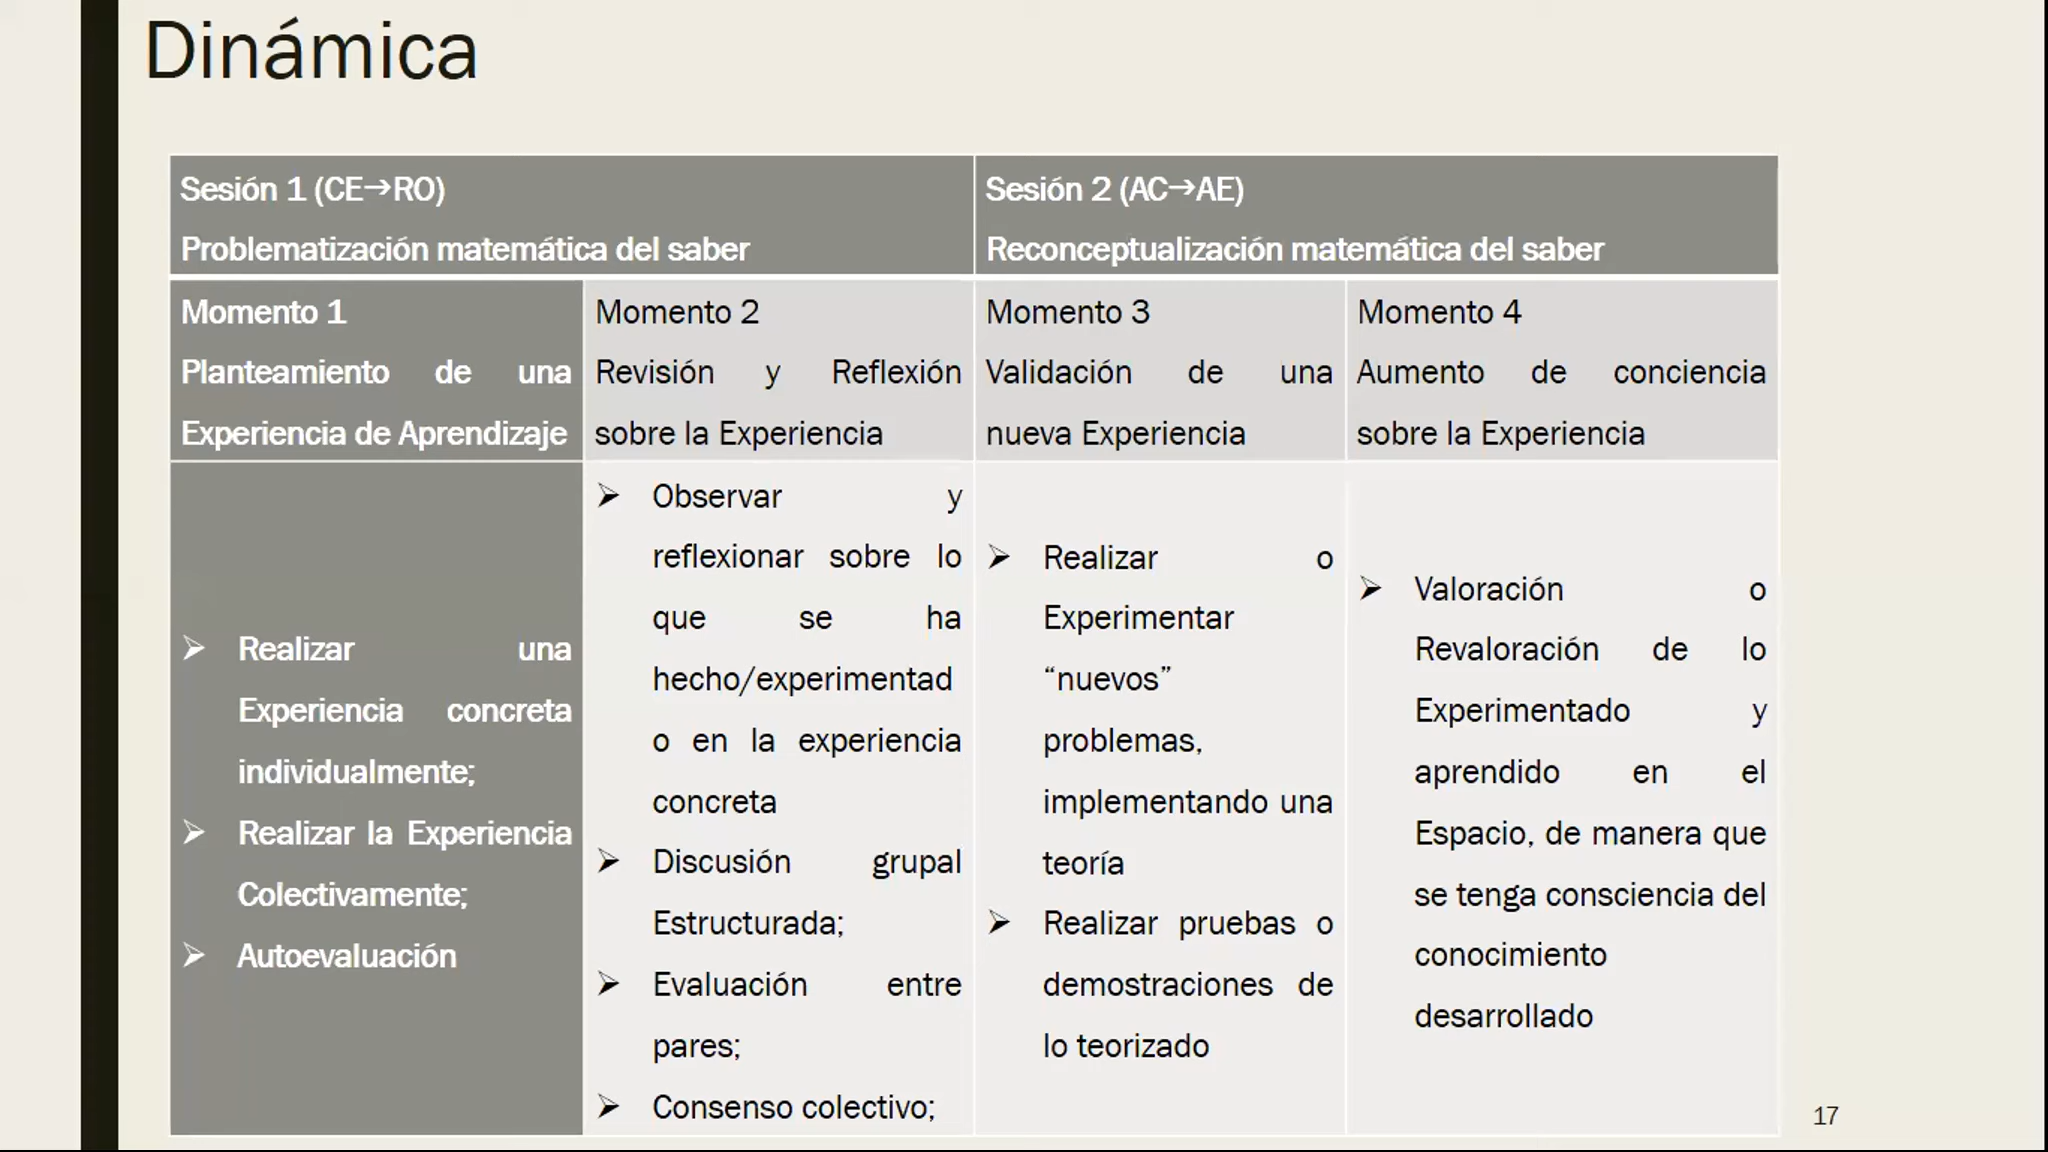 Dinámica
Sesión 1 (CE→RO)
Problematización matemática del saber
Sesión 2 (AC→AE)
Reconceptualización matemática del saber
Momento 1
Planteamiento de una
Experiencia de Aprendizaje
Momento 2
Revisión y Reflexión
sobre la Experiencia
Momento 3
Validación de una
nueva Experiencia
Momento 4
Aumento de conciencia
sobre la Experiencia
➢ Realizar una
Experiencia concreta
individualmente;
➢ Realizar la Experiencia
Colectivamente;
➢ Autoevaluación
➢ Observar y
reflexionar sobre lo
que se ha
hecho/experimentad
o en la experiencia
concreta
➢ Discusión grupal
Estructurada;
➢ Evaluación entre
pares;
➢ Consenso colectivo;
➢ Realizar o
Experimentar
“nuevos”
problemas,
implementando una
teoría
➢ Realizar pruebas o
demostraciones de
lo teorizado
➢ Valoración o
Revaloración de lo
Experimentado y
aprendido en el
Espacio, de manera que
se tenga consciencia del
conocimiento
desarrollado
17